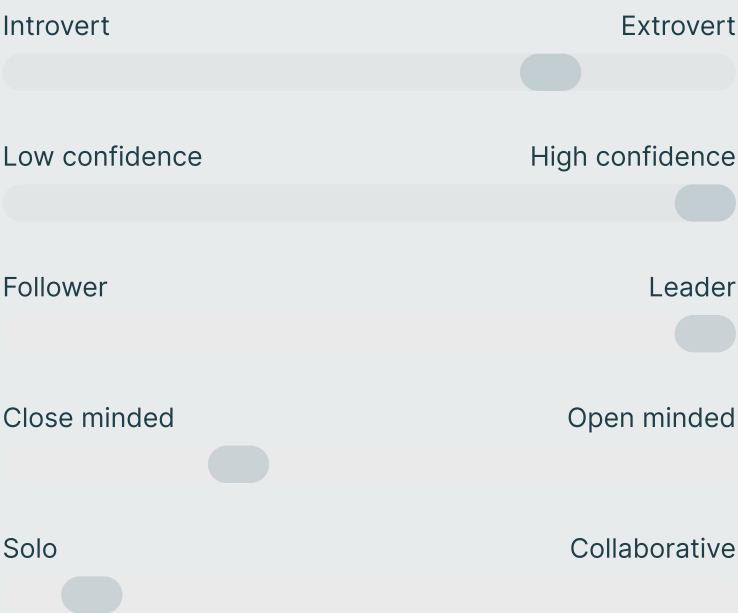 Introvert Extrovert
Low confidence High confidence
Follower Leader
Close minded Open minded
Solo Collaborative